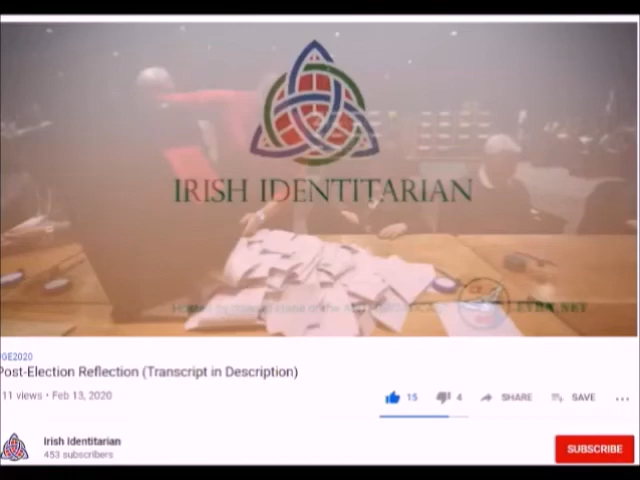 IRISH IDENTITARIAN
GE2020
Post-Election Reflection (Transcript in Description)
11 views • Feb 13, 2020
15
4
SHARE
SAVE
Irish Identitarian
453 subscribers
SUBSCRIBE